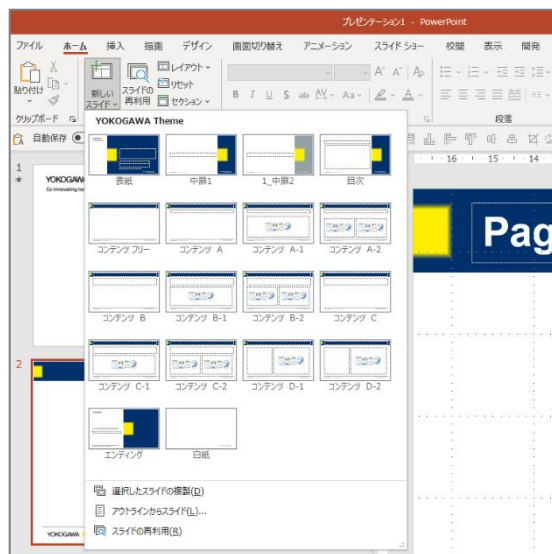 プレゼンテーション1 - PowerPoint
ファイル ホーム 挿入 描画 デザイン 画面切り替え アニメーション スライド ショー 校閲 表示 開発
貼り付け
新しい
スライド
スライドの
再利用
レイアウト
リセット
セクション
B I U S ab AV Aa A
A A A
クリップボード
段落
自動保存
YOKOGAWA Theme
表紙 中扉1 1_中扉2 目次
コンテンツ フリー コンテンツ A コンテンツ A-1 コンテンツ A-2
コンテンツ B コンテンツ B-1 コンテンツ B-2 コンテンツ C
コンテンツ C-1 コンテンツ C-2 コンテンツ D-1 コンテンツ D-2
エンディング 白紙
選択したスライドの複製(D)
アウトラインからスライド(L)...
スライドの再利用(R)
1
YOKOGAWA
Co-innovating
2
YOKOGAWA
16 15 14
Pag